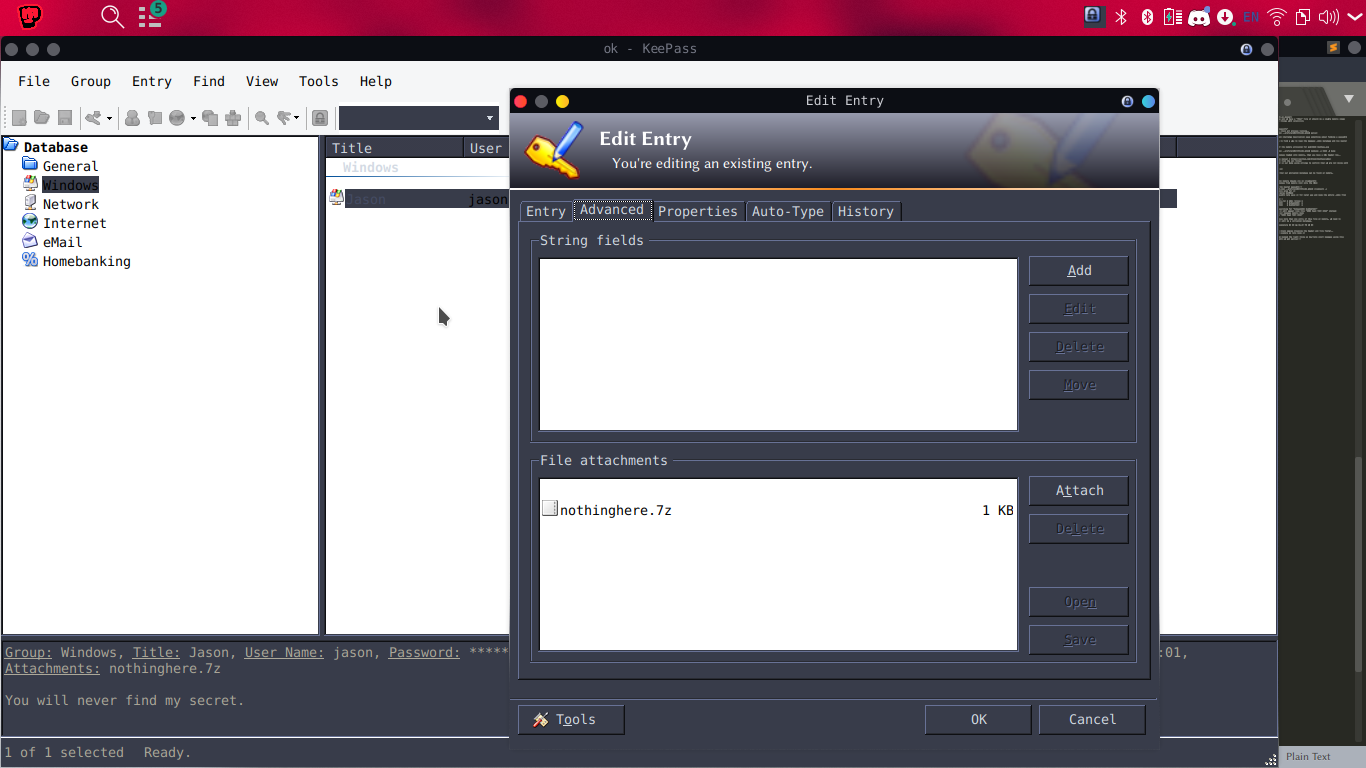 5
EN
ok - KeePass
File Group Entry Find View Tools Help
Edit Entry
Edit Entry
You're editing an existing entry.
Database
General
Windows
Network
Internet
eMail
Homebanking
Title User
Windows
Jason jason
Entry Advanced Properties Auto-Type History
String fields
Add
Edit
Delete
Move
File attachments
nothinghere.7z 1 KB
Attach
Delete
Open
Save
Tools OK Cancel
Group: Windows, Title: Jason, User Name: jason, Password: ***** :01,
Attachments: nothinghere.7z
You will never find my secret.
1 of 1 selected Ready.
Plain Text